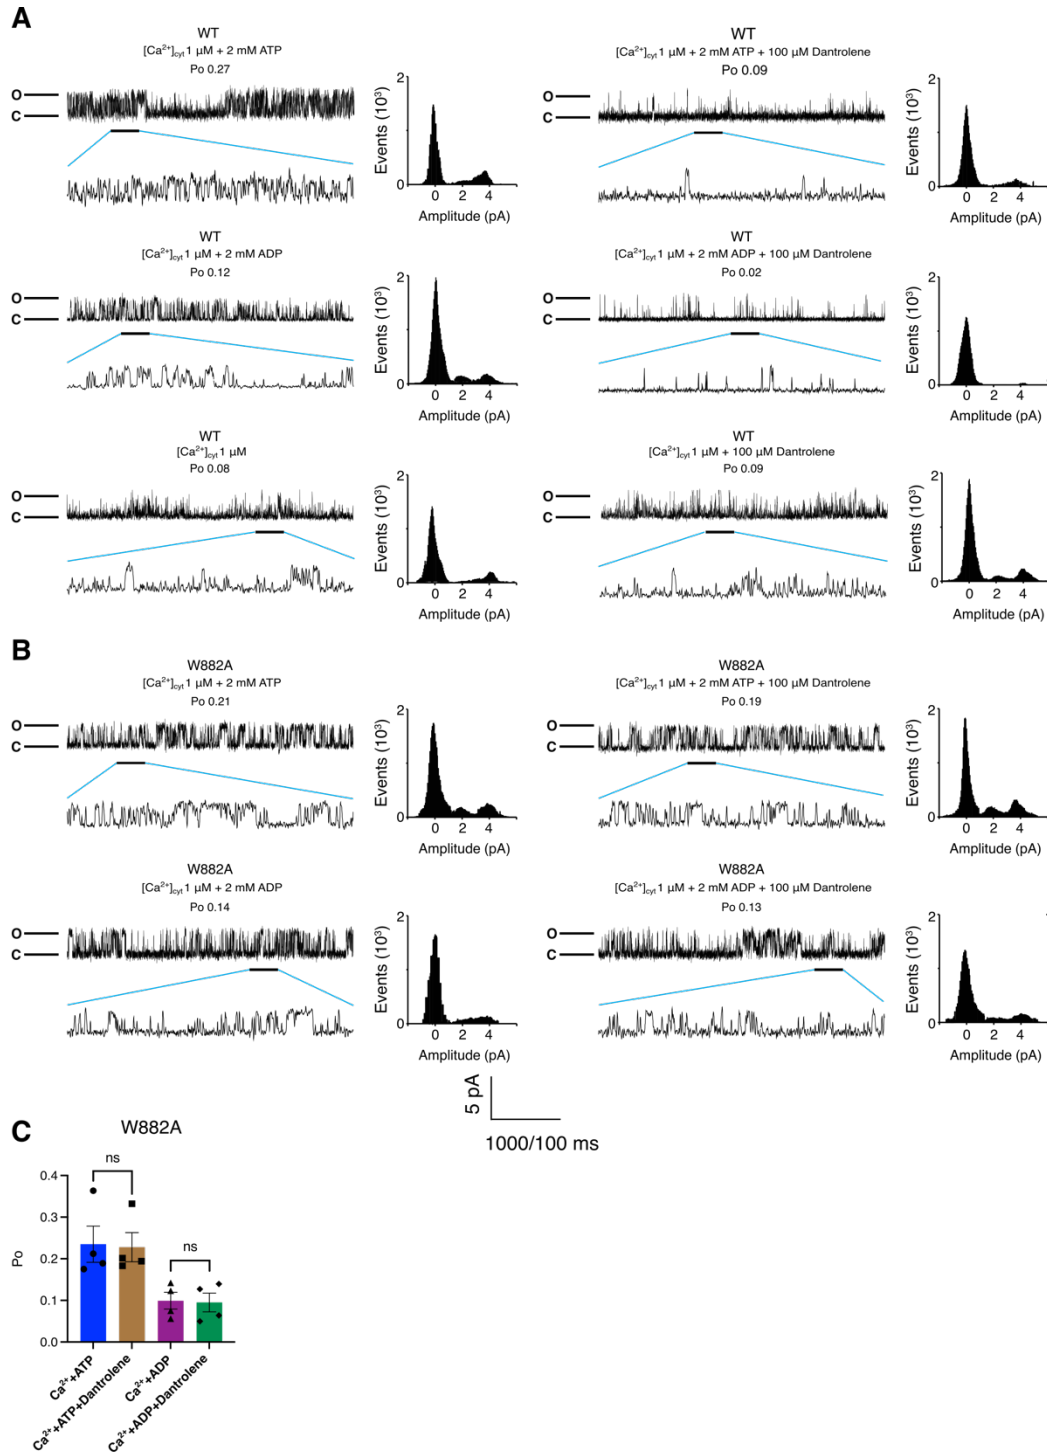 A
WT
[Ca²⁺]cyt 1 µM + 2 mM ATP
Po 0.27
O
C
2
Events (10³)
0
0 2 4
Amplitude (pA)
WT
[Ca²⁺]cyt 1 µM + 2 mM ATP + 100 µM Dantrolene
Po 0.09
O
C
2
Events (10³)
0
0 2 4
Amplitude (pA)
WT
[Ca²⁺]cyt 1 µM + 2 mM ADP
Po 0.12
O
C
2
Events (10³)
0
0 2 4
Amplitude (pA)
WT
[Ca²⁺]cyt 1 µM + 2 mM ADP + 100 µM Dantrolene
Po 0.02
O
C
2
Events (10³)
0
0 2 4
Amplitude (pA)
WT
[Ca²⁺]cyt 1 µM
Po 0.08
O
C
2
Events (10³)
0
0 2 4
Amplitude (pA)
WT
[Ca²⁺]cyt 1 µM + 100 µM Dantrolene
Po 0.09
O
C
2
Events (10³)
0
0 2 4
Amplitude (pA)
B
W882A
[Ca²⁺]cyt 1 µM + 2 mM ATP
Po 0.21
O
C
2
Events (10³)
0
0 2 4
Amplitude (pA)
W882A
[Ca²⁺]cyt 1 µM + 2 mM ATP + 100 µM Dantrolene
Po 0.19
O
C
2
Events (10³)
0
0 2 4
Amplitude (pA)
W882A
[Ca²⁺]cyt 1 µM + 2 mM ADP
Po 0.14
O
C
2
Events (10³)
0
0 2 4
Amplitude (pA)
W882A
[Ca²⁺]cyt 1 µM + 2 mM ADP + 100 µM Dantrolene
Po 0.13
O
C
2
Events (10³)
0
0 2 4
Amplitude (pA)
5 pA
1000/100 ms
C
W882A
ns
ns
0.4
0.3
0.2
0.1
0.0
Po
Ca²⁺+ATP
Ca²⁺+ATP+Dantrolene
Ca²⁺+ADP
Ca²⁺+ADP+Dantrolene